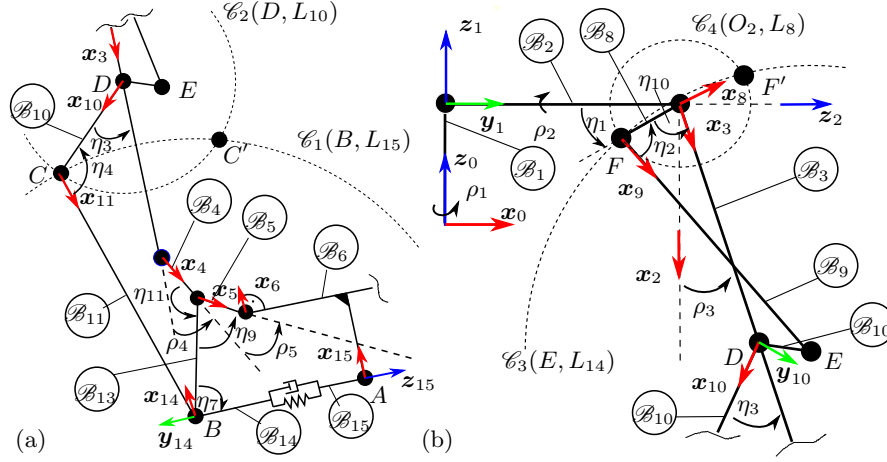 𝒞₂(D, L₁₀)
x₃
D
E
x₁₀
ℬ₁₀
η₃
η₄
C
C′
𝒞₁(B, L₁₅)
x₁₁
ℬ₄
ℬ₅
x₄
x₅
x₆
ℬ₆
η₁₁
ρ₄
η₉
ρ₅
ℬ₁₁
x₁₅
ℬ₁₃
x₁₄
η₇
A
z₁₅
B
y₁₄
ℬ₁₄
ℬ₁₅
(a)
z₁
ℬ₂
ℬ₈
𝒞₄(O₂, L₈)
F′
η₁₀
x₈
y₁
ρ₂
η₁
z₂
η₂
x₃
F
ℬ₁
z₀
x₉
ℬ₃
ρ₁
x₀
x₂
ℬ₉
ρ₃
ℬ₁₀
D
E
𝒞₃(E, L₁₄)
x₁₀
y₁₀
ℬ₁₀
η₃
(b)